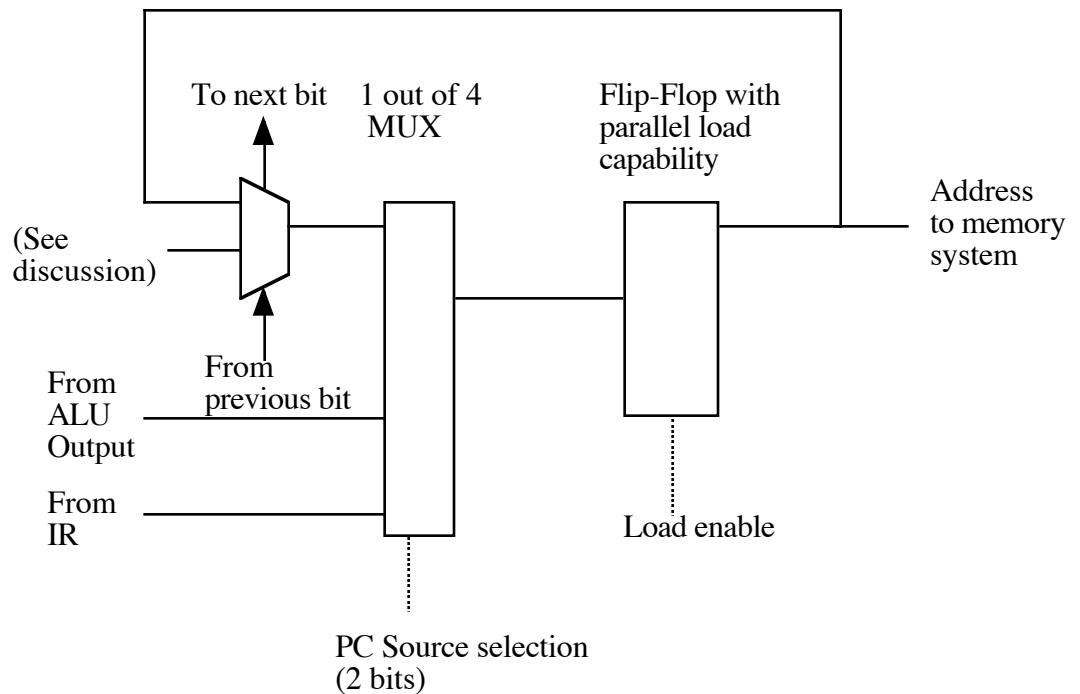 To next bit
1 out of 4
MUX
Flip-Flop with
parallel load
capability
Address
to memory
system
(See
discussion)
From
previous bit
From
ALU
Output
From
IR
Load enable
PC Source selection
(2 bits)